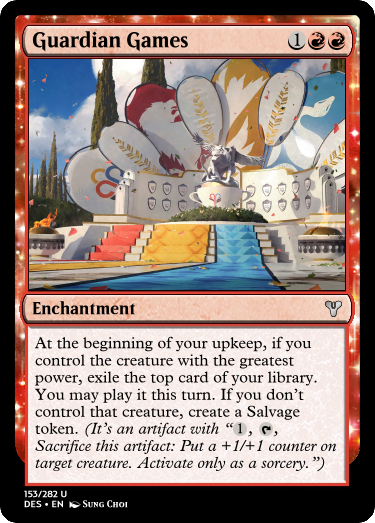 Guardian Games 1
Enchantment
At the beginning of your upkeep, if you
control the creature with the greatest
power, exile the top card of your library.
You may play it this turn. If you don't
control that creature, create a Salvage
token. (It's an artifact with “1, ,
Sacrifice this artifact: Put a +1/+1 counter on
target creature. Activate only as a sorcery.”)
153/282 U
DES • EN Sung Choi